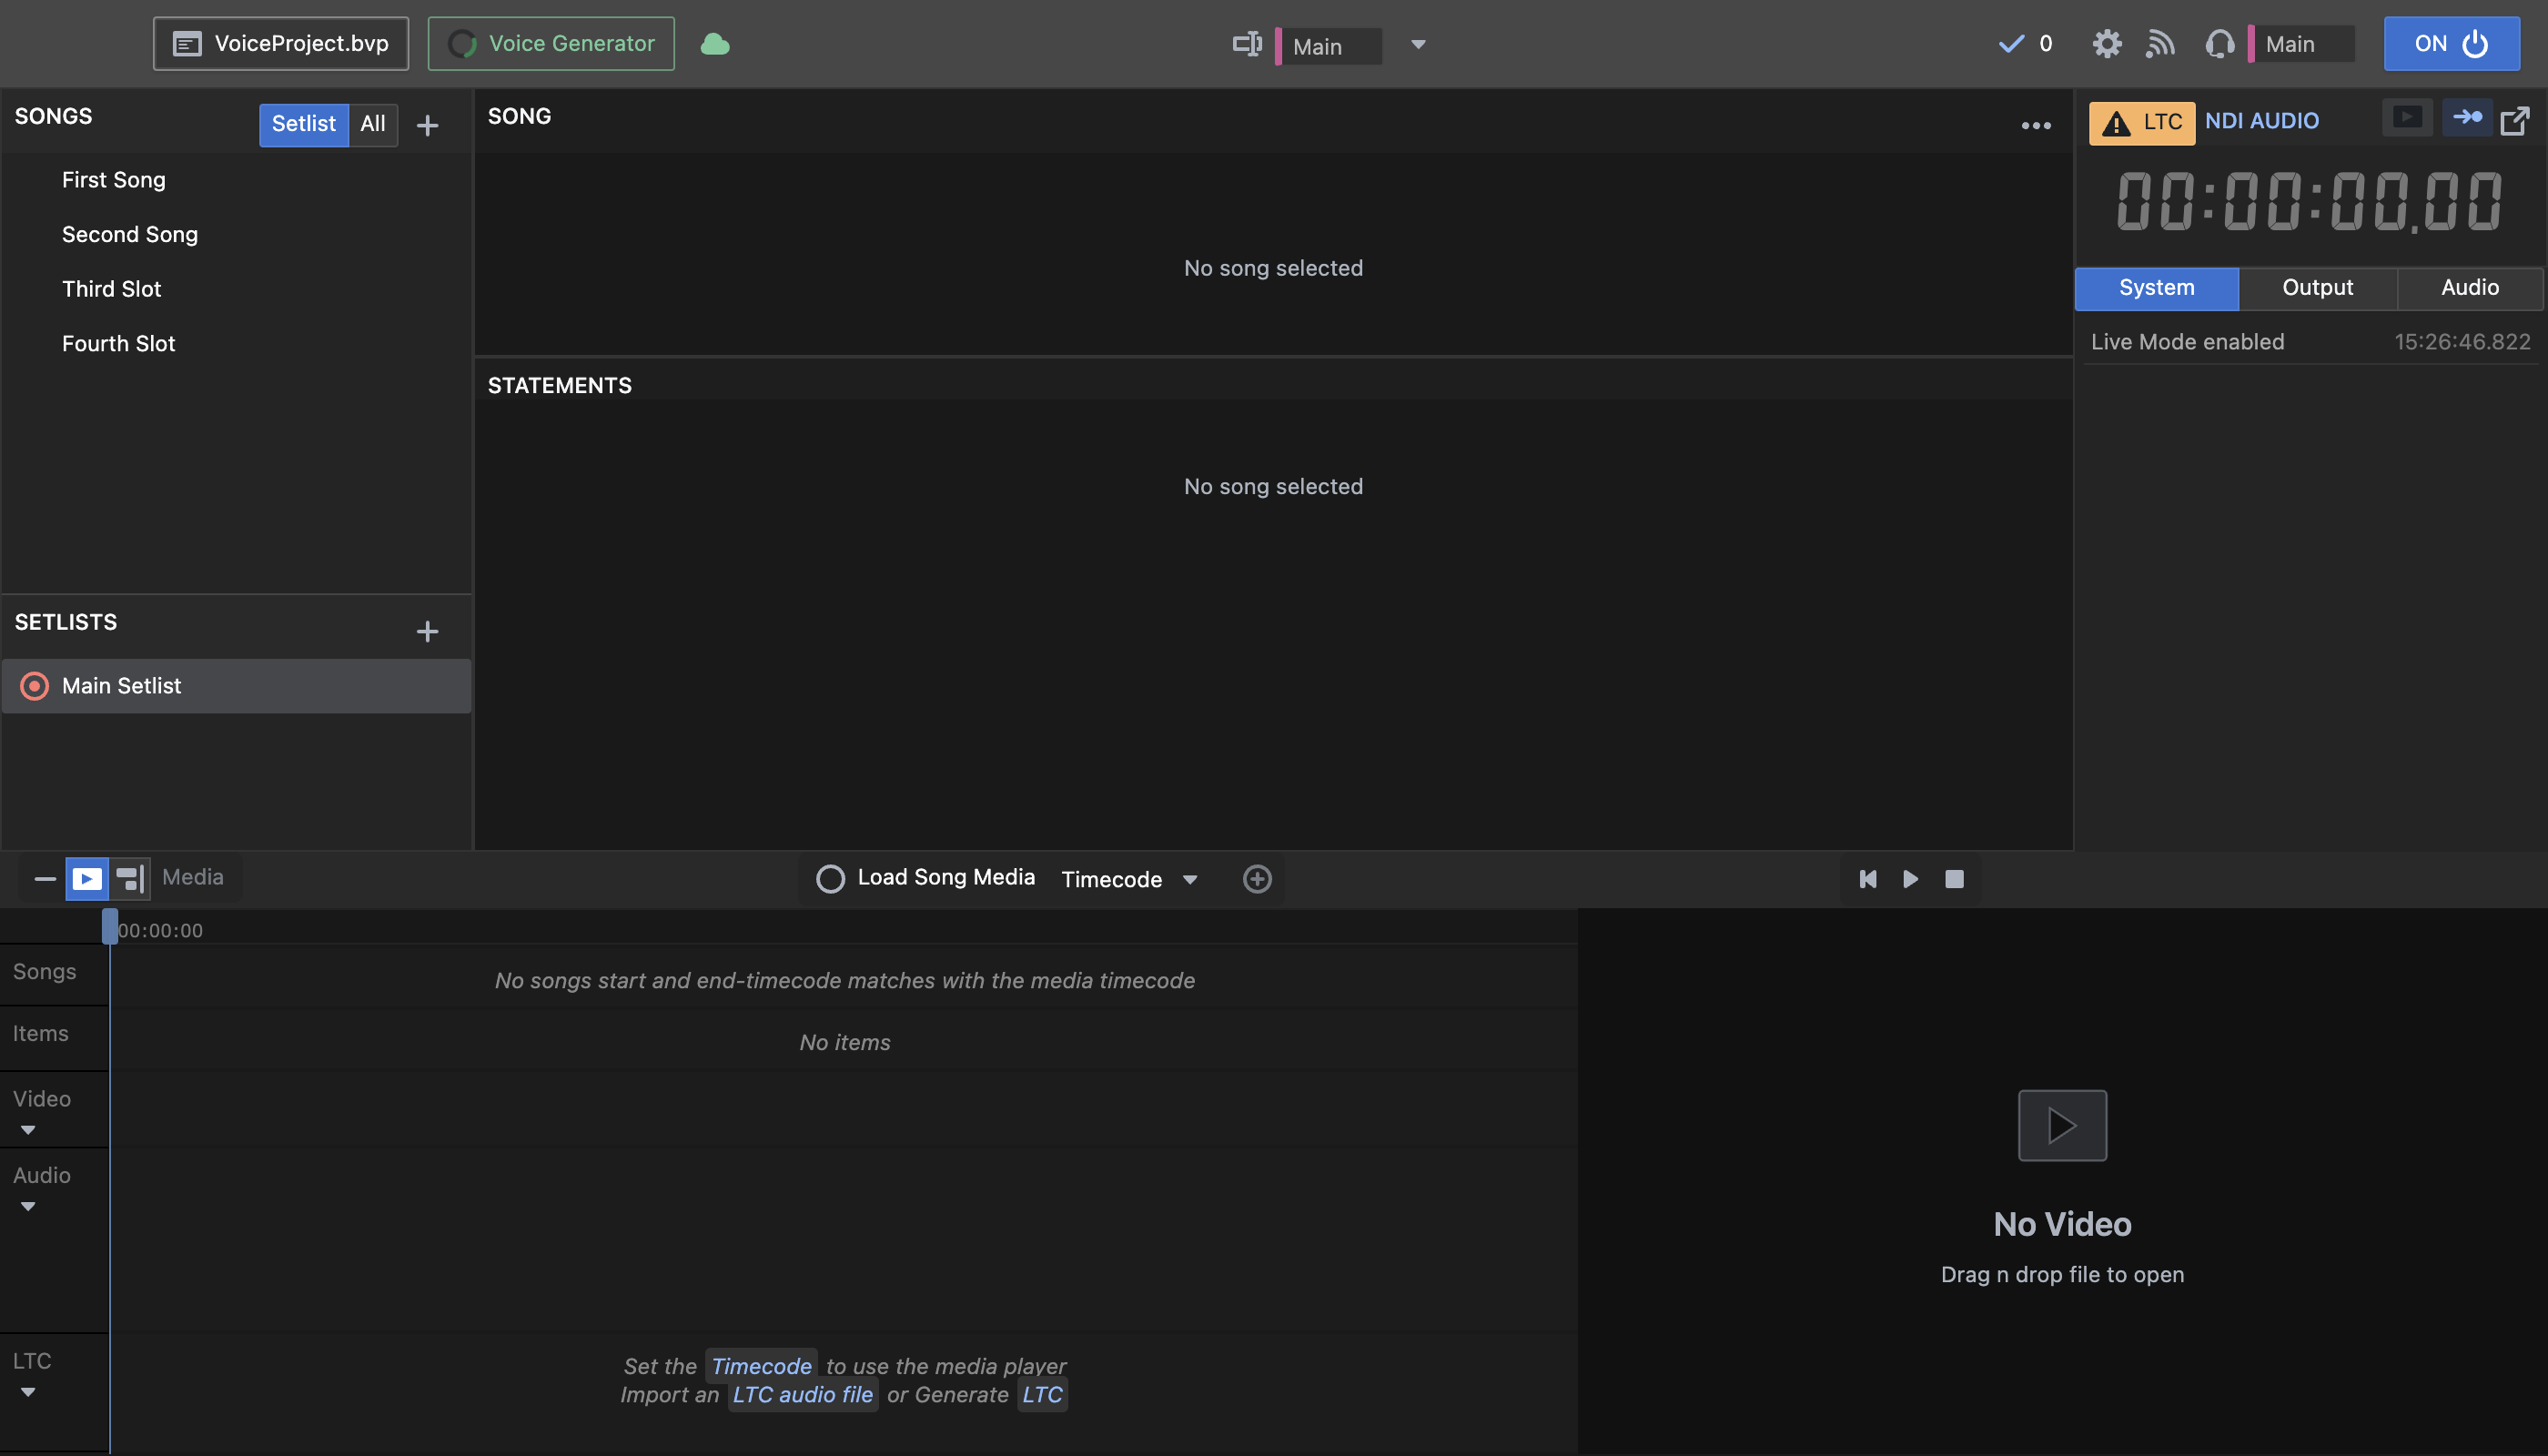 VoiceProject.bvp
Voice Generator
Main
0
Main
ON
SONGS
Setlist
All
First Song
Second Song
Third Slot
Fourth Slot
SETLISTS
Main Setlist
SONG
No song selected
STATEMENTS
No song selected
LTC
NDI AUDIO
00:00:00.00
System
Output
Audio
Live Mode enabled
15:26:46.822
Media
Load Song Media
Timecode
00:00:00
Songs
No songs start and end-timecode matches with the media timecode
Items
No items
Video
Audio
LTC
Set the Timecode to use the media player
Import an LTC audio file or Generate LTC
No Video
Drag n drop file to open